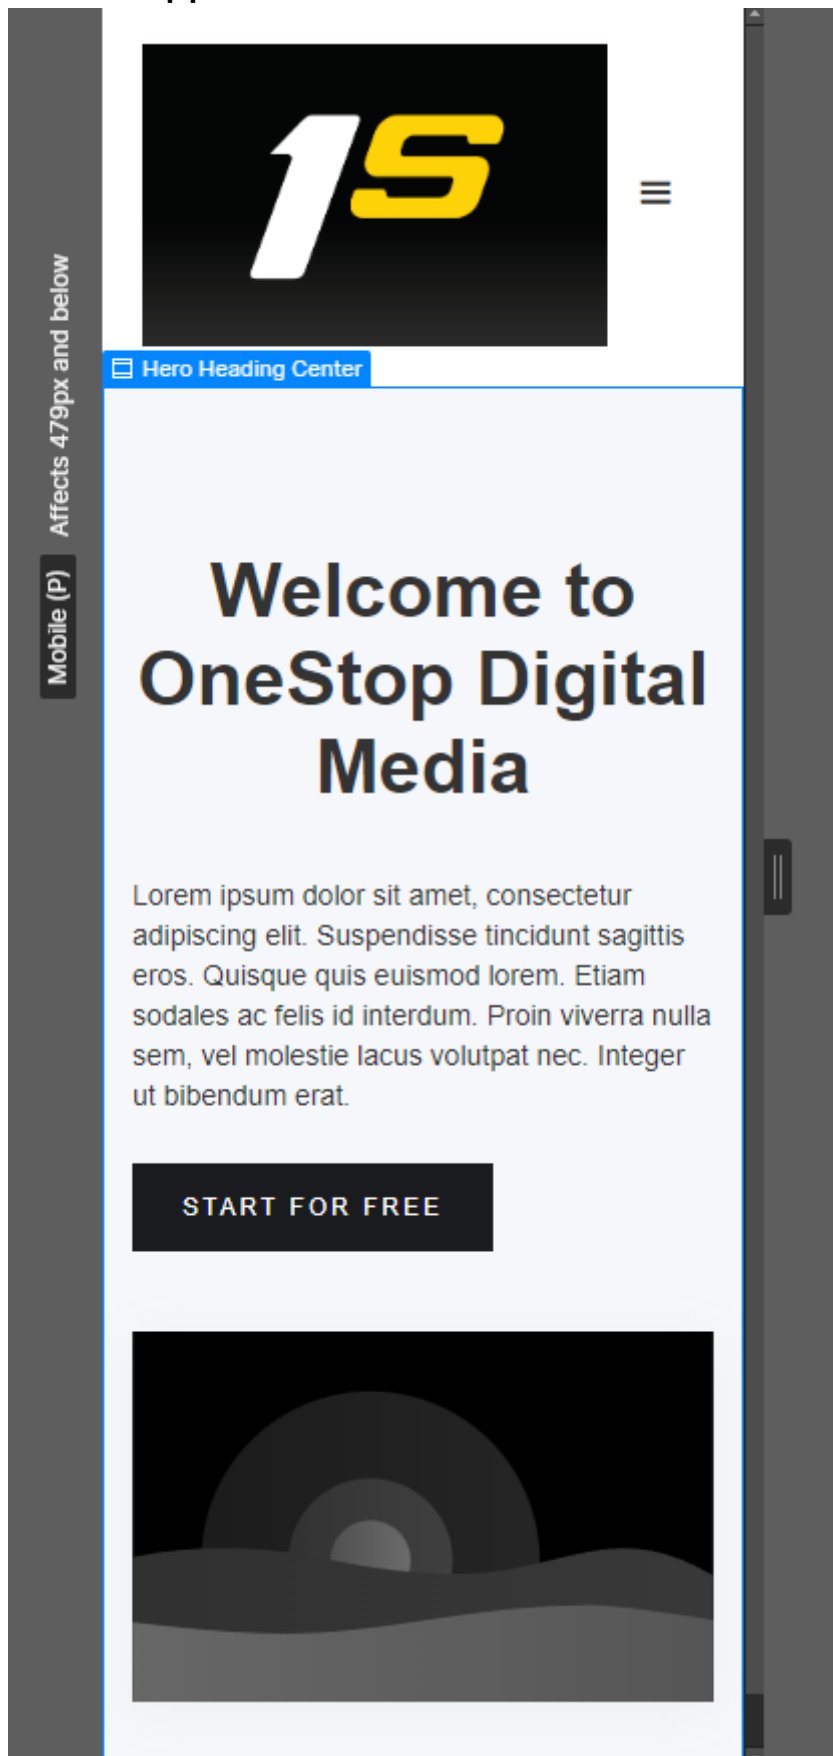 1S
Hero Heading Center
Affects 479px and below
Mobile (P)
Welcome to
OneStop Digital
Media
Lorem ipsum dolor sit amet, consectetur
adipiscing elit. Suspendisse tincidunt sagittis
eros. Quisque quis euismod lorem. Etiam
sodales ac felis id interdum. Proin viverra nulla
sem, vel molestie lacus volutpat nec. Integer
ut bibendum erat.
START FOR FREE